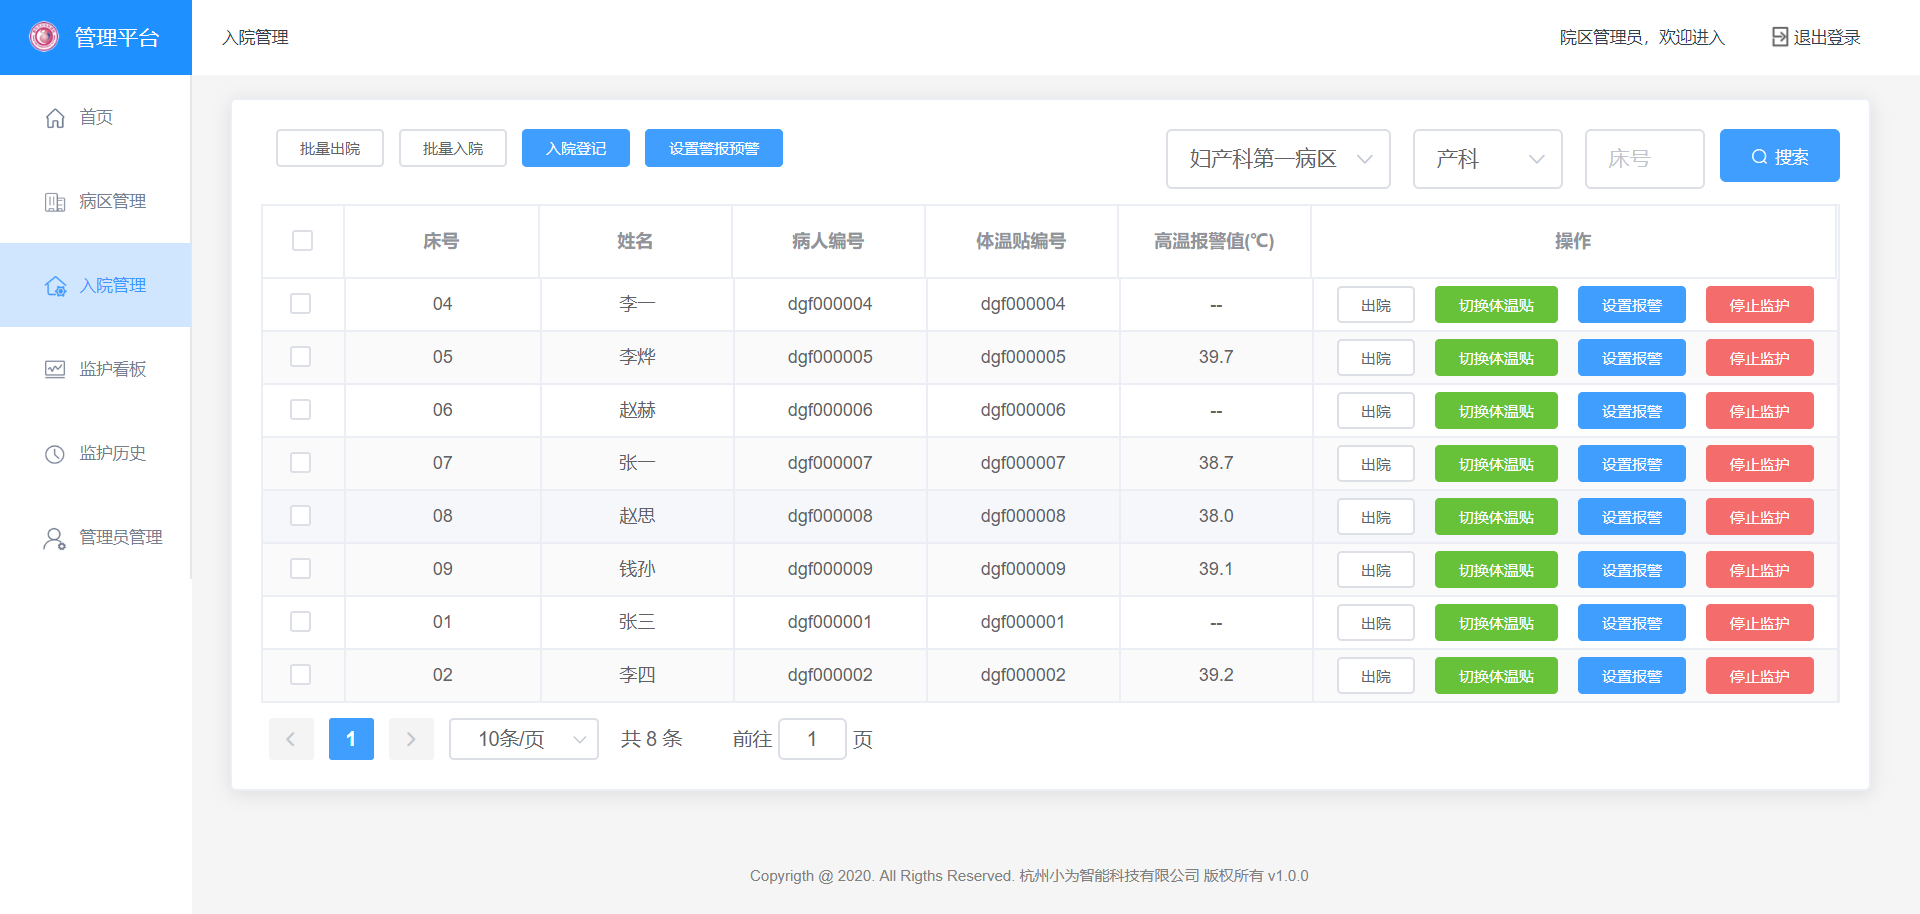 管理平台
入院管理
院区管理员，欢迎进入
退出登录
首页
病区管理
入院管理
监护看板
监护历史
管理员管理
批量出院 批量入院 入院登记 设置警报预警 妇产科第一病区 产科 床号 搜索
床号 姓名 病人编号 体温贴编号 高温报警值(℃) 操作
04 李一 dgf000004 dgf000004 -- 出院 切换体温贴 设置报警 停止监护
05 李烨 dgf000005 dgf000005 39.7 出院 切换体温贴 设置报警 停止监护
06 赵赫 dgf000006 dgf000006 -- 出院 切换体温贴 设置报警 停止监护
07 张一 dgf000007 dgf000007 38.7 出院 切换体温贴 设置报警 停止监护
08 赵思 dgf000008 dgf000008 38.0 出院 切换体温贴 设置报警 停止监护
09 钱孙 dgf000009 dgf000009 39.1 出院 切换体温贴 设置报警 停止监护
01 张三 dgf000001 dgf000001 -- 出院 切换体温贴 设置报警 停止监护
02 李四 dgf000002 dgf000002 39.2 出院 切换体温贴 设置报警 停止监护
1 10条/页 共 8 条 前往 1 页
Copyrigth @ 2020. All Rigths Reserved. 杭州小为智能科技有限公司 版权所有 v1.0.0